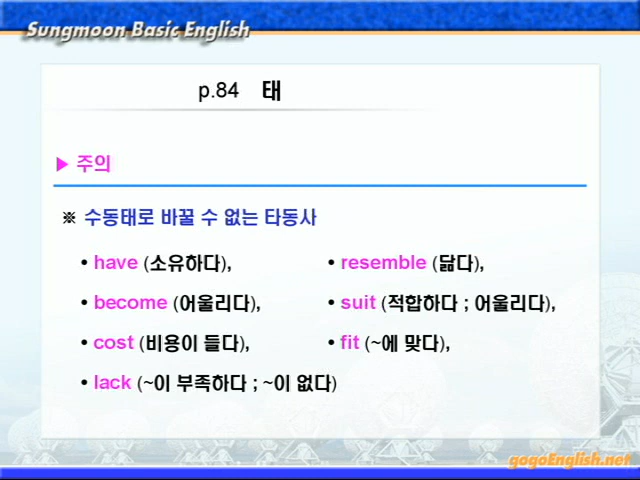 Sungmoon Basic English
p.84 태
▶ 주의
※ 수동태로 바꿀 수 없는 타동사
• have (소유하다), • resemble (닮다),
• become (어울리다), • suit (적합하다 ; 어울리다),
• cost (비용이 들다), • fit (~에 맞다),
• lack (~이 부족하다 ; ~이 없다)
gogoEnglish.net